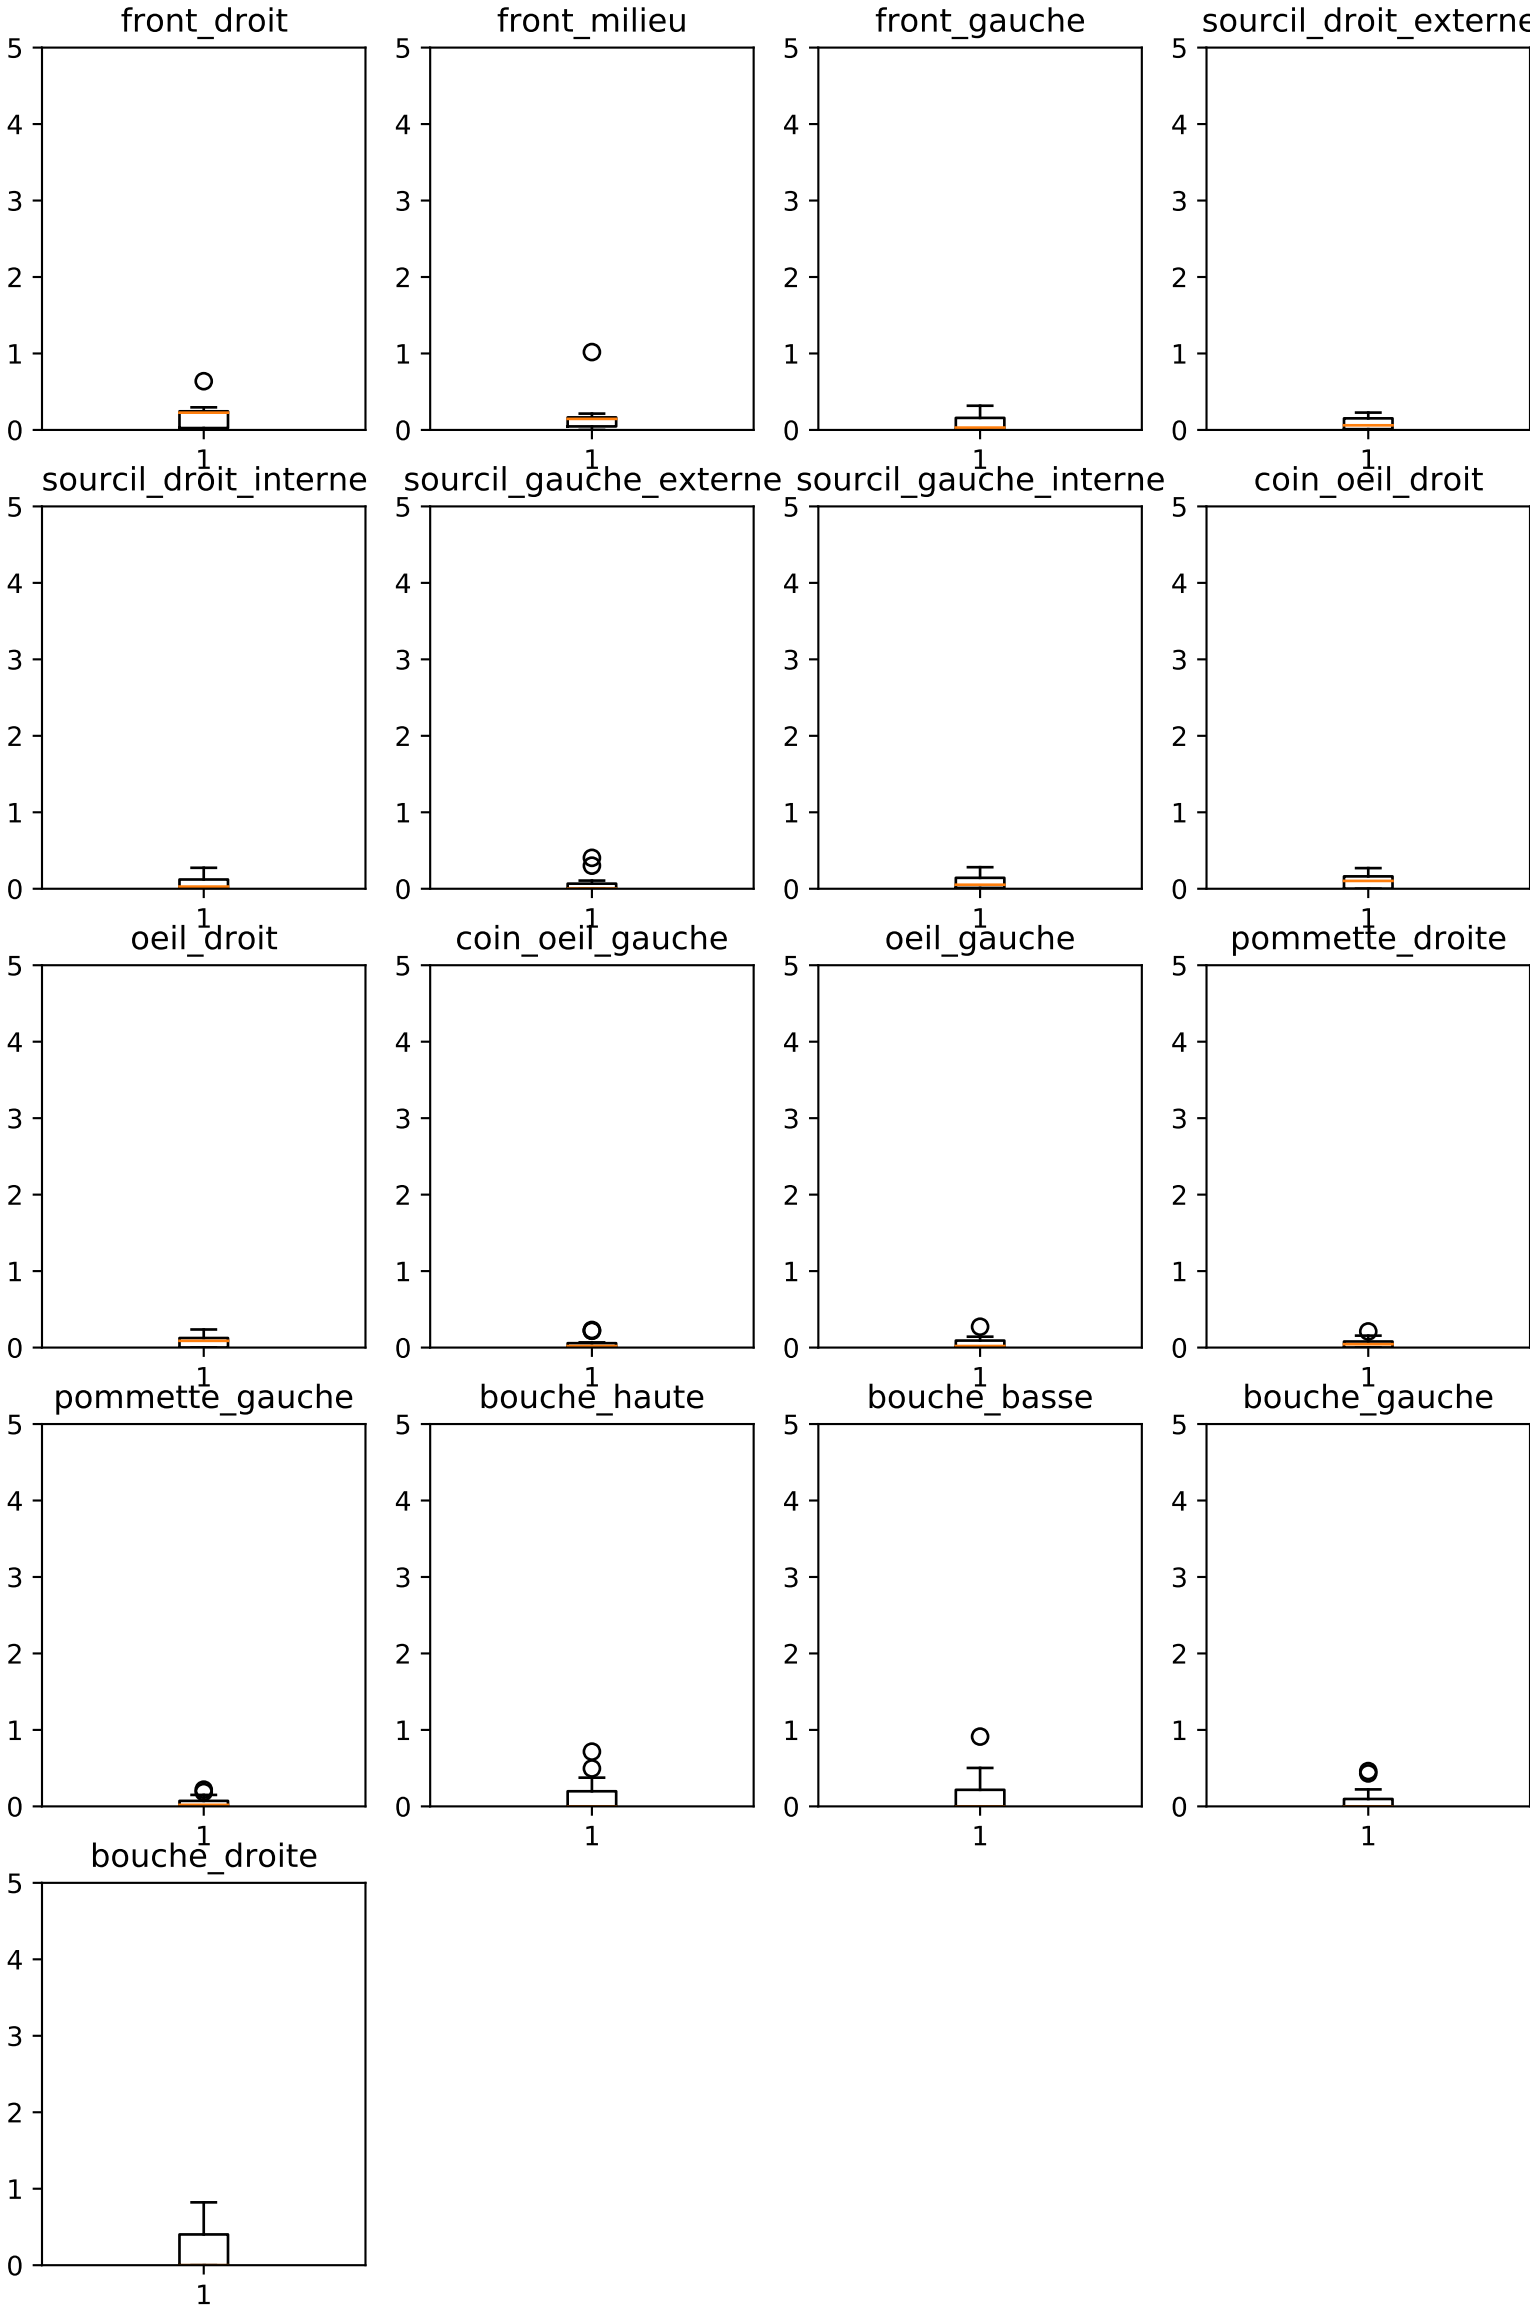 front_droit front_milieu front_gauche sourcil_droit_externe
5 5 5 5
4 4 4 4
3 3 3 3
2 2 2 2
1 1 1 1
0 0 0 0
1 1 1 1
sourcil_droit_interne sourcil_gauche_externe sourcil_gauche_interne coin_oeil_droit
5 5 5 5
4 4 4 4
3 3 3 3
2 2 2 2
1 1 1 1
0 0 0 0
1 1 1 1
oeil_droit coin_oeil_gauche oeil_gauche pommette_droite
5 5 5 5
4 4 4 4
3 3 3 3
2 2 2 2
1 1 1 1
0 0 0 0
1 1 1 1
pommette_gauche bouche_haute bouche_basse bouche_gauche
5 5 5 5
4 4 4 4
3 3 3 3
2 2 2 2
1 1 1 1
0 0 0 0
1 1 1 1
bouche_droite
5
4
3
2
1
0
1